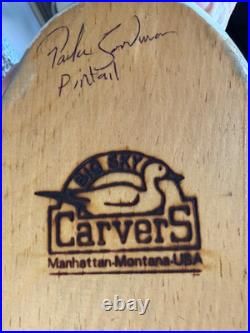 Pintail
BIG SKY
CarverS
Manhattan-Montana-USA